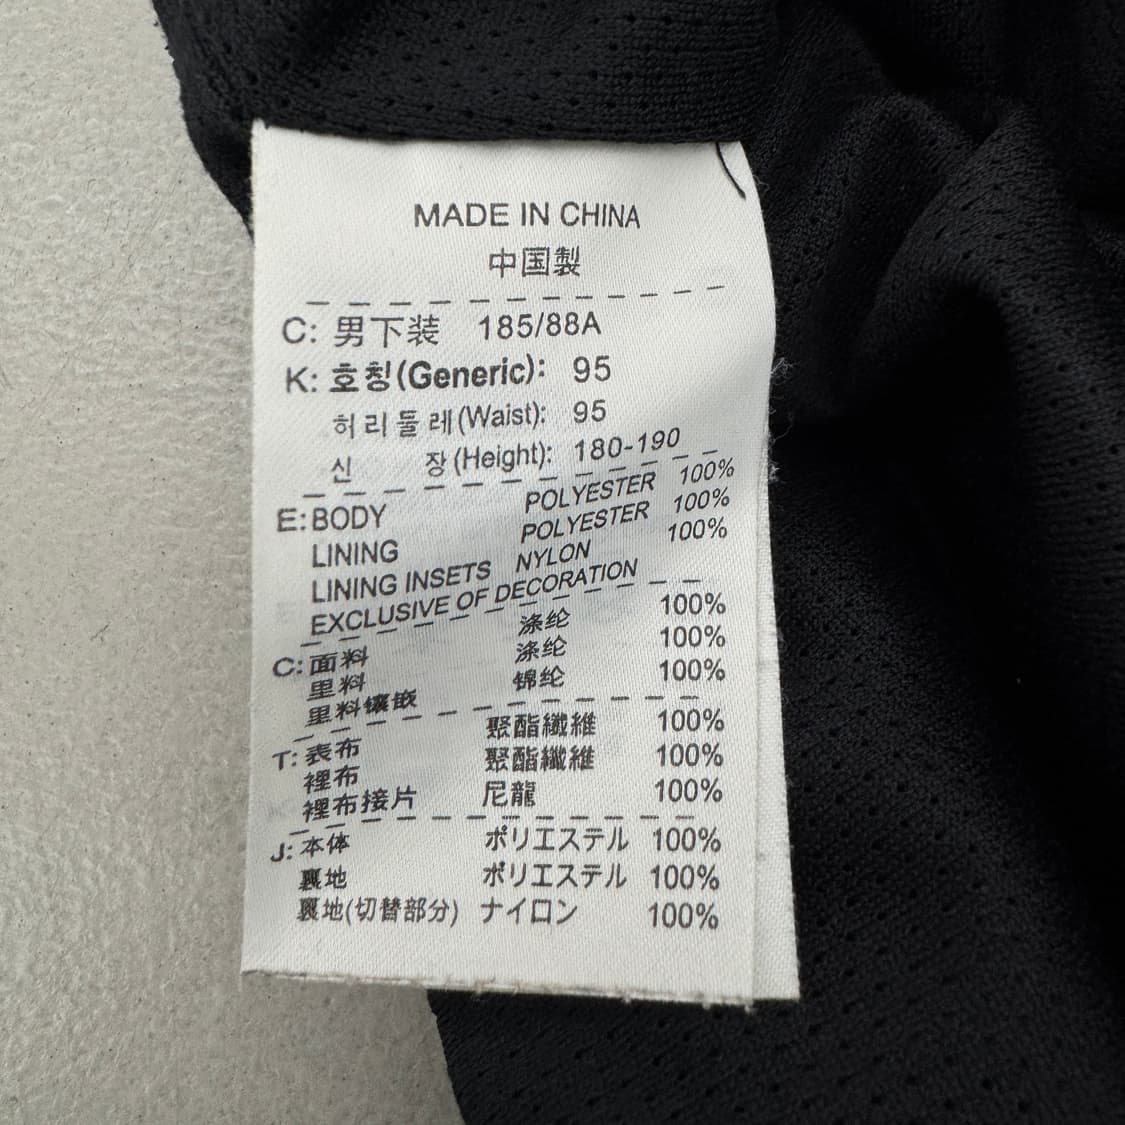 MADE IN CHINA
中国製
C: 男下装 185/88A
K: 호칭(Generic): 95
허리둘레(Waist): 95
신 장(Height): 180-190
E: BODY POLYESTER 100%
LINING POLYESTER 100%
LINING INSETS NYLON 100%
EXCLUSIVE OF DECORATION
C: 面料 涤纶 100%
里料 涤纶 100%
里料镶嵌 锦纶 100%
T: 表布 聚酯纖維 100%
裡布 聚酯纖維 100%
裡布接片 尼龍 100%
J: 本体 ポリエステル 100%
裏地 ポリエステル 100%
裏地(切替部分) ナイロン 100%